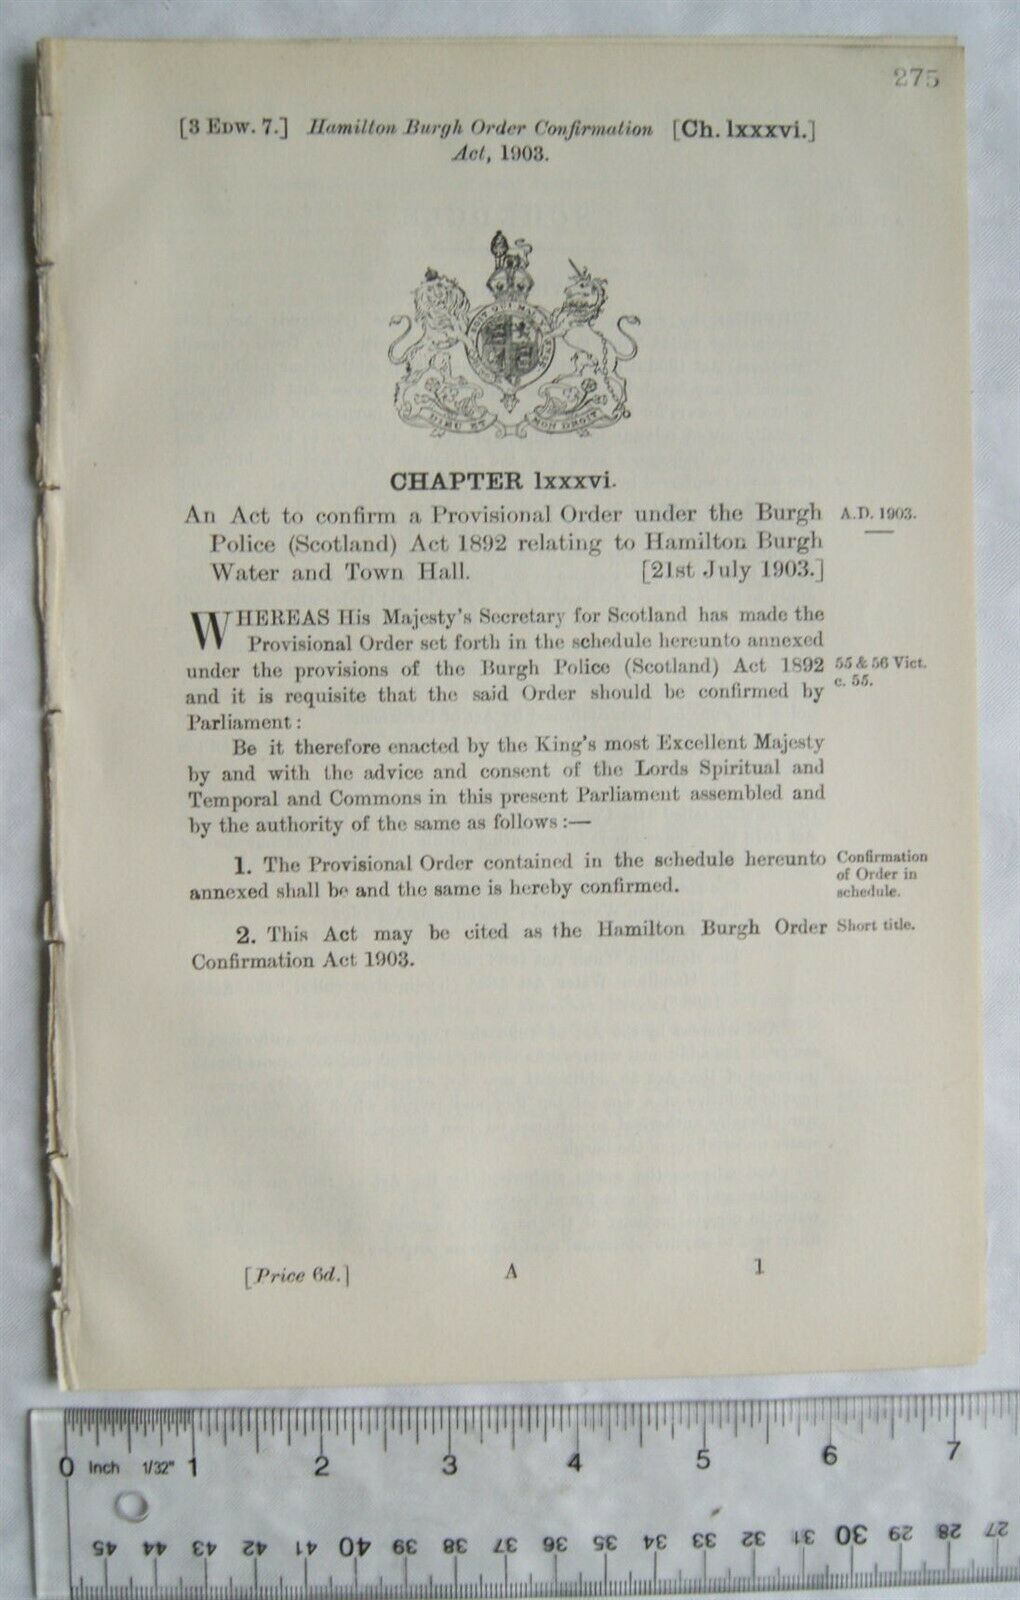 275
[3 EDW. 7.] Hamilton Burgh Order Confirmation [Ch. lxxxvi.]
Act, 1903.
DIEU ET MON DROIT
CHAPTER lxxxvi.
An Act to confirm a Provisional Order under the Burgh A.D. 1903.
Police (Scotland) Act 1892 relating to Hamilton Burgh
Water and Town Hall. [21st July 1903.]
WHEREAS His Majesty's Secretary for Scotland has made the
Provisional Order set forth in the schedule hereunto annexed
under the provisions of the Burgh Police (Scotland) Act 1892 55 & 56 Vict.
and it is requisite that the said Order should be confirmed by c. 55.
Parliament:
Be it therefore enacted by the King's most Excellent Majesty
by and with the advice and consent of the Lords Spiritual and
Temporal and Commons in this present Parliament assembled and
by the authority of the same as follows:—
1. The Provisional Order contained in the schedule hereunto Confirmation
annexed shall be and the same is hereby confirmed. of Order in
schedule.
2. This Act may be cited as the Hamilton Burgh Order Short title.
Confirmation Act 1903.
[Price 6d.] A 1
0 Inch 1/32" 1 2 3 4 5 6 7
45 44 43 42 41 40 39 38 37 36 35 34 33 32 31 30 29 28 27